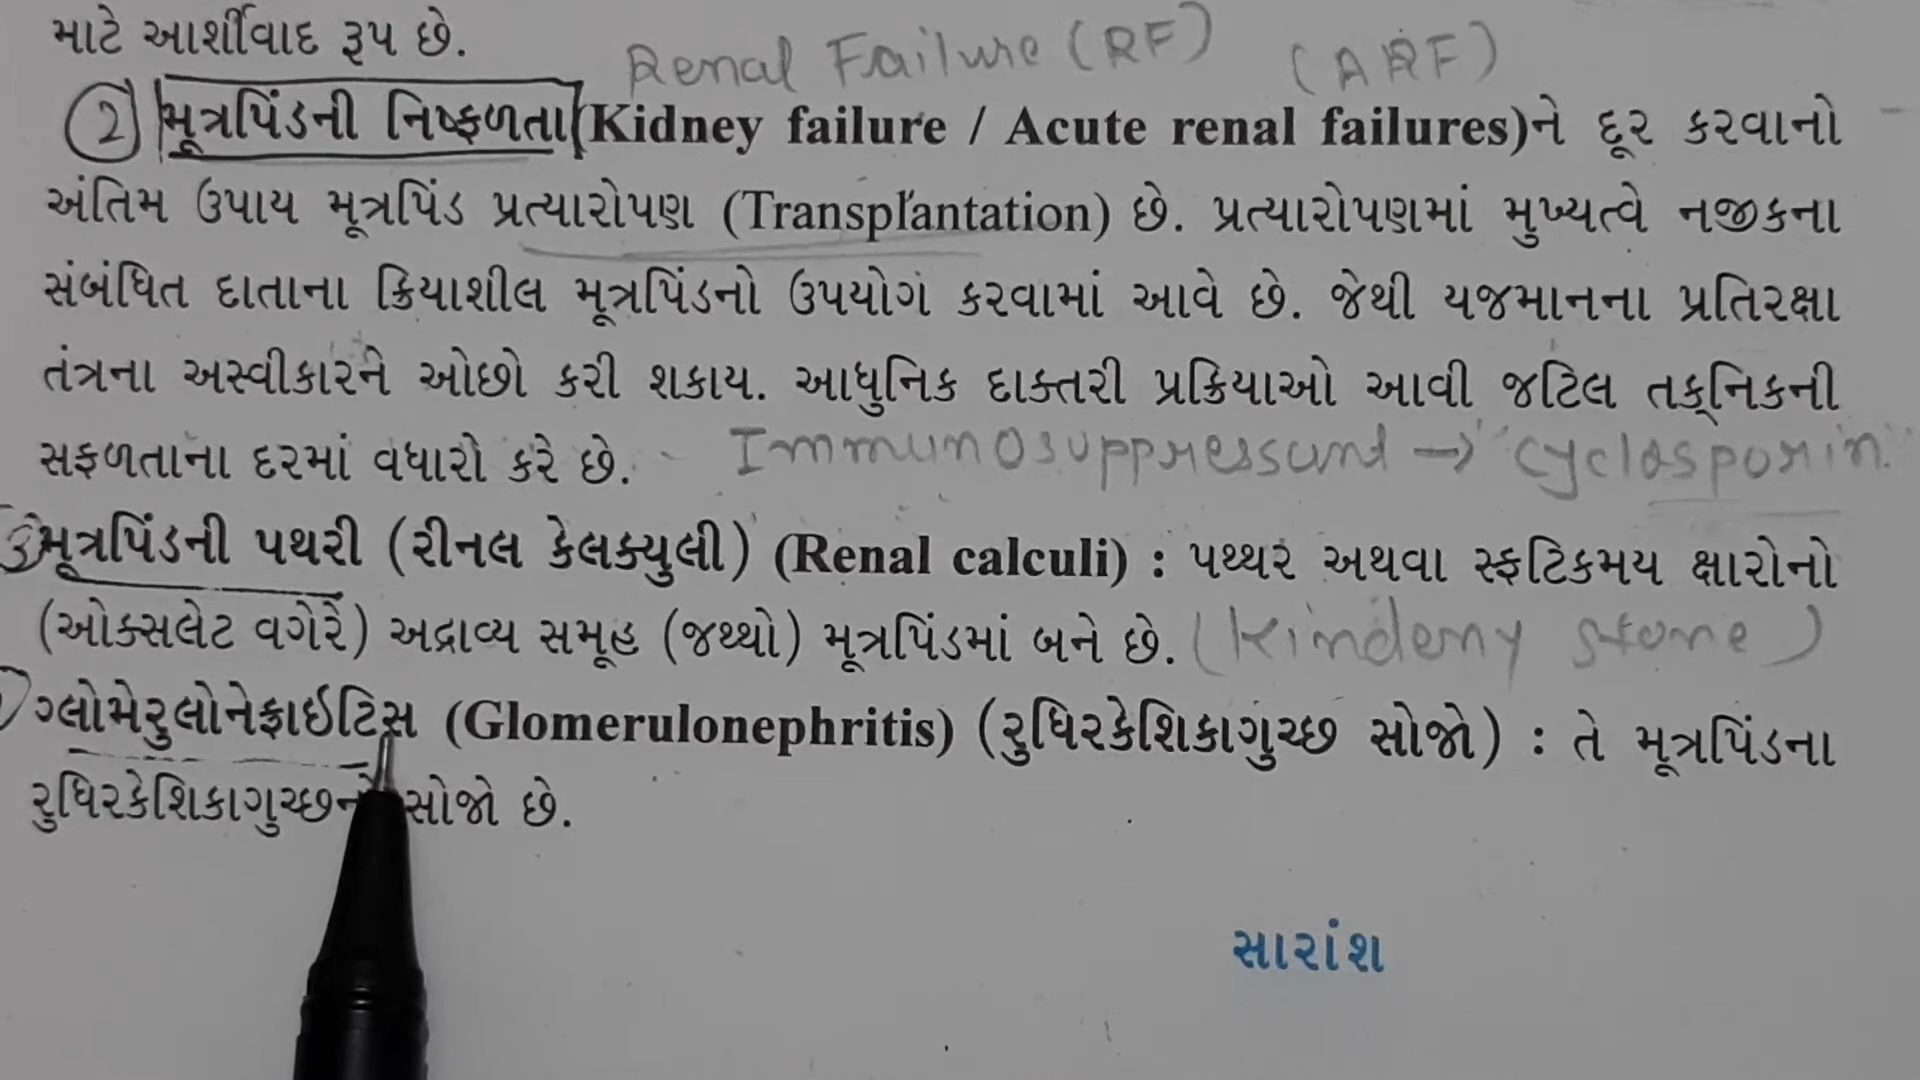 માટે આર્શીવાદ રૂપ છે.
Renal Failure (RF) (ARF)
2 મૂત્રપિંડની નિષ્ફળતા (Kidney failure / Acute renal failures)ને દૂર કરવાનો
અંતિમ ઉપાય મૂત્રપિંડ પ્રત્યારોપણ (Transplantation) છે. પ્રત્યારોપણમાં મુખ્યત્વે નજીકના
સંબંધિત દાતાના ક્રિયાશીલ મૂત્રપિંડનો ઉપયોગ કરવામાં આવે છે. જેથી યજમાનના પ્રતિરક્ષા
તંત્રના અસ્વીકારને ઓછો કરી શકાય. આધુનિક દાક્તરી પ્રક્રિયાઓ આવી જટિલ તક્નિકની
સફળતાના દરમાં વધારો કરે છે. - Immunosuppressant → "cyclosporin"
3 મૂત્રપિંડની પથરી (રીનલ કેલક્યુલી) (Renal calculi) : પથ્થર અથવા સ્ફટિકમય ક્ષારોનો
(ઓક્સલેટ વગેરે) અદ્રાવ્ય સમૂહ (જથ્થો) મૂત્રપિંડમાં બને છે. (Kindeny stone)
ગ્લોમેરુલોનેફ્રાઇટિસ (Glomerulonephritis) (રુધિરકેશિકાગુચ્છ સોજો) : તે મૂત્રપિંડના
રુધિરકેશિકાગુચ્છનો સોજો છે.
સારાંશ